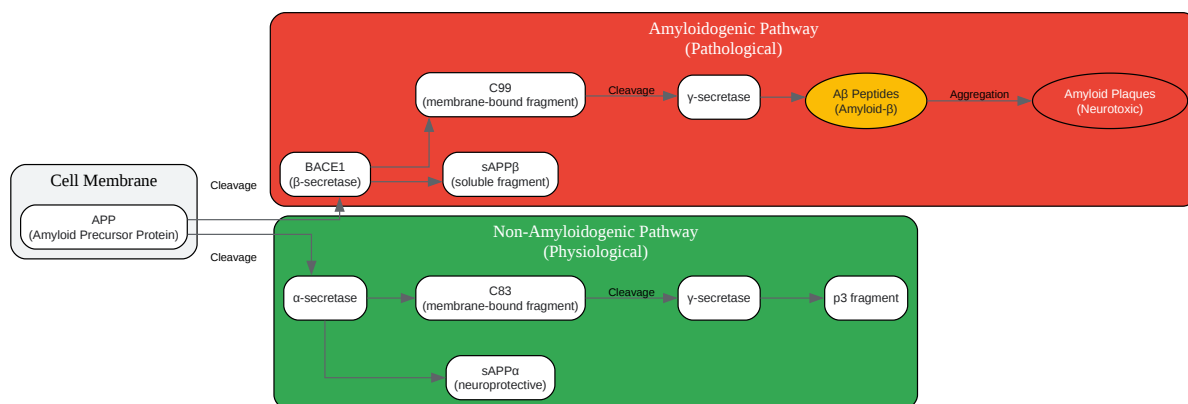 Amyloidogenic Pathway
(Pathological)
C99
(membrane-bound fragment)
Cleavage
γ-secretase
Aβ Peptides
(Amyloid-β)
Aggregation
Amyloid Plaques
(Neurotoxic)
BACE1
(β-secretase)
sAPPβ
(soluble fragment)
Cell Membrane
Cleavage
APP
(Amyloid Precursor Protein)
Cleavage
Non-Amyloidogenic Pathway
(Physiological)
α-secretase
C83
(membrane-bound fragment)
Cleavage
γ-secretase
p3 fragment
sAPPα
(neuroprotective)